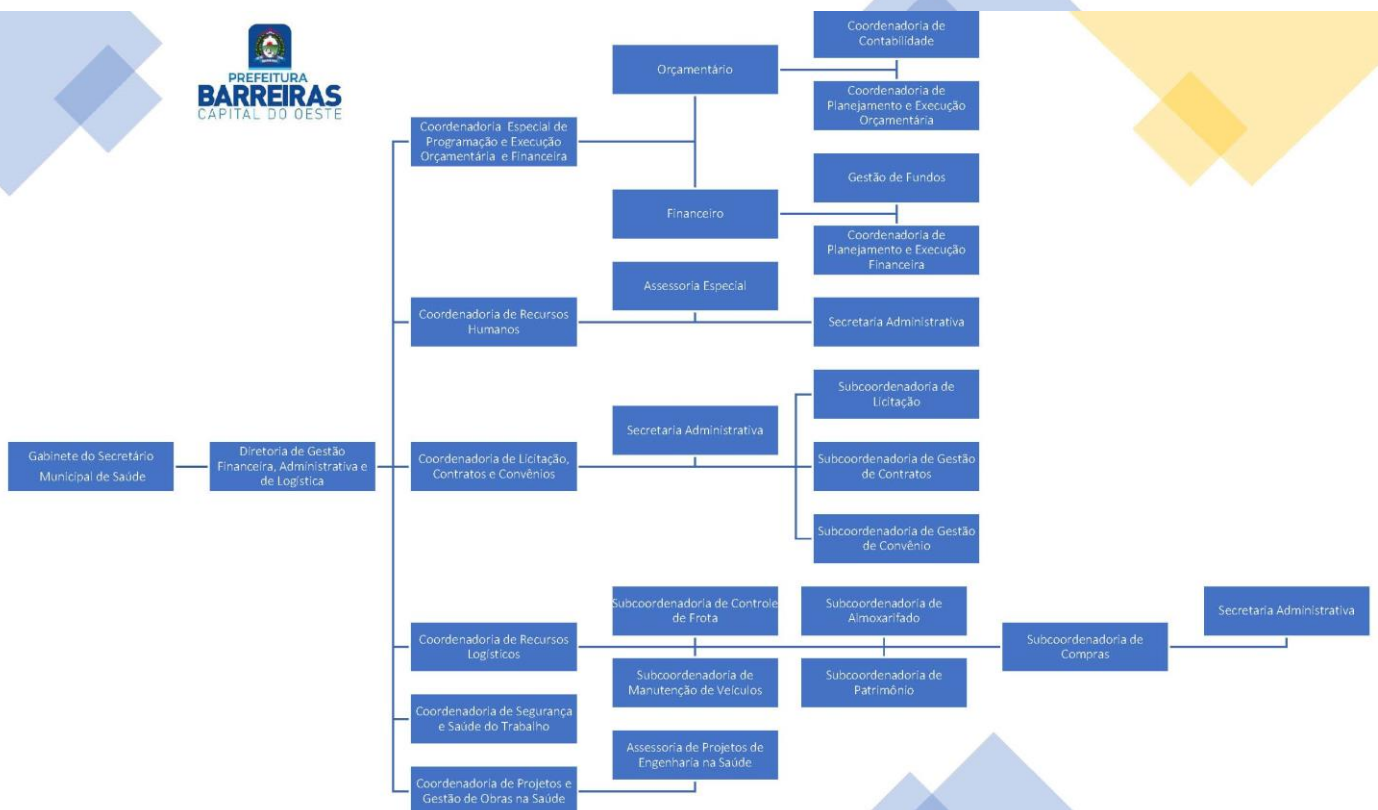 PREFEITURA
BARREIRAS
CAPITAL DO OESTE
Coordenadoria de
Contabilidade
Orçamentário
Coordenadoria de
Planejamento e Execução
Orçamentária
Coordenadoria Especial de
Programação e Execução
Orçamentária e Financeira
Gestão de Fundos
Financeiro
Coordenadoria de
Planejamento e Execução
Financeira
Assessoria Especial
Coordenadoria de Recursos
Humanos
Secretaria Administrativa
Subcoordenadoria de
Licitação
Secretaria Administrativa
Gabinete do Secretário
Municipal de Saúde
Diretoria de Gestão
Financeira, Administrativa e
de Logística
Coordenadoria de Licitação,
Contratos e Convênios
Subcoordenadoria de Gestão
de Contratos
Subcoordenadoria de Gestão
de Convênio
Subcoordenadoria de Controle
de Frota
Subcoordenadoria de
Almoxarifado
Secretaria Administrativa
Coordenadoria de Recursos
Logísticos
Subcoordenadoria de
Compras
Subcoordenadoria de
Manutenção de Veículos
Subcoordenadoria de
Patrimônio
Coordenadoria de Segurança
e Saúde do Trabalho
Assessoria de Projetos de
Engenharia na Saúde
Coordenadoria de Projetos e
Gestão de Obras na Saúde